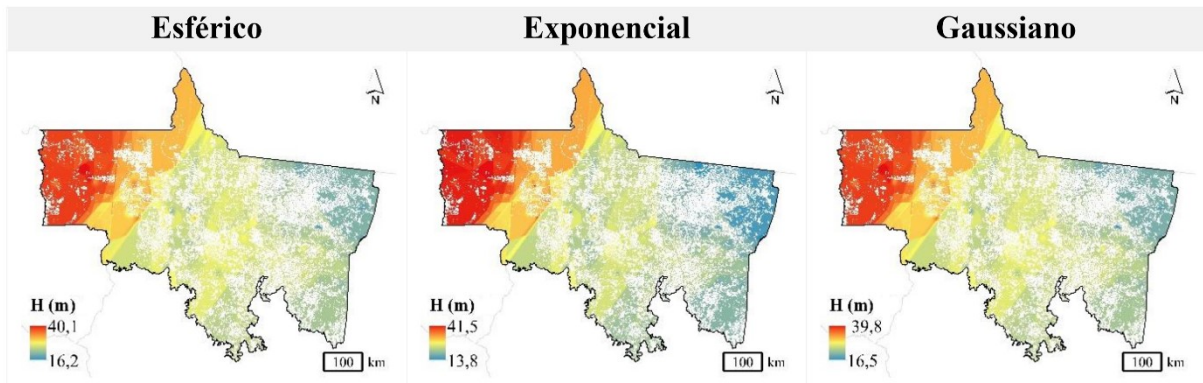 Esférico
Exponencial
Gaussiano
N
N
N
H (m)
40,1
16,2
100 km
H (m)
41,5
13,8
100 km
H (m)
39,8
16,5
100 km